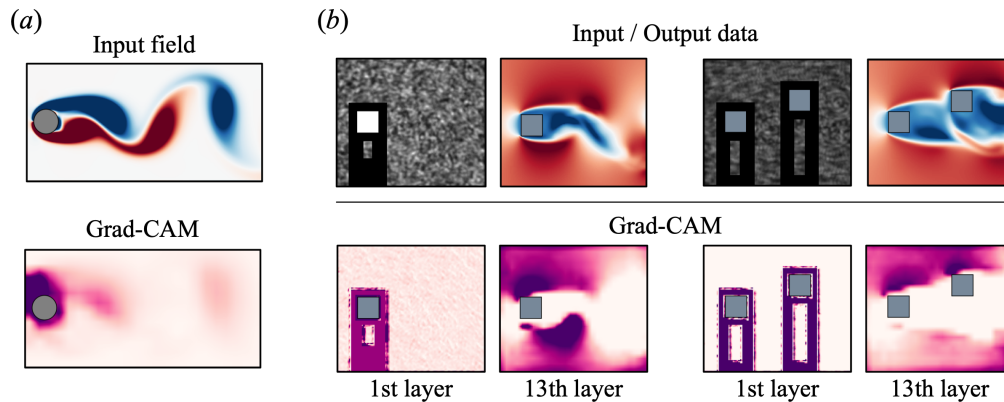 (a)
Input field
Grad-CAM
(b)
Input / Output data
Grad-CAM
1st layer
13th layer
1st layer
13th layer